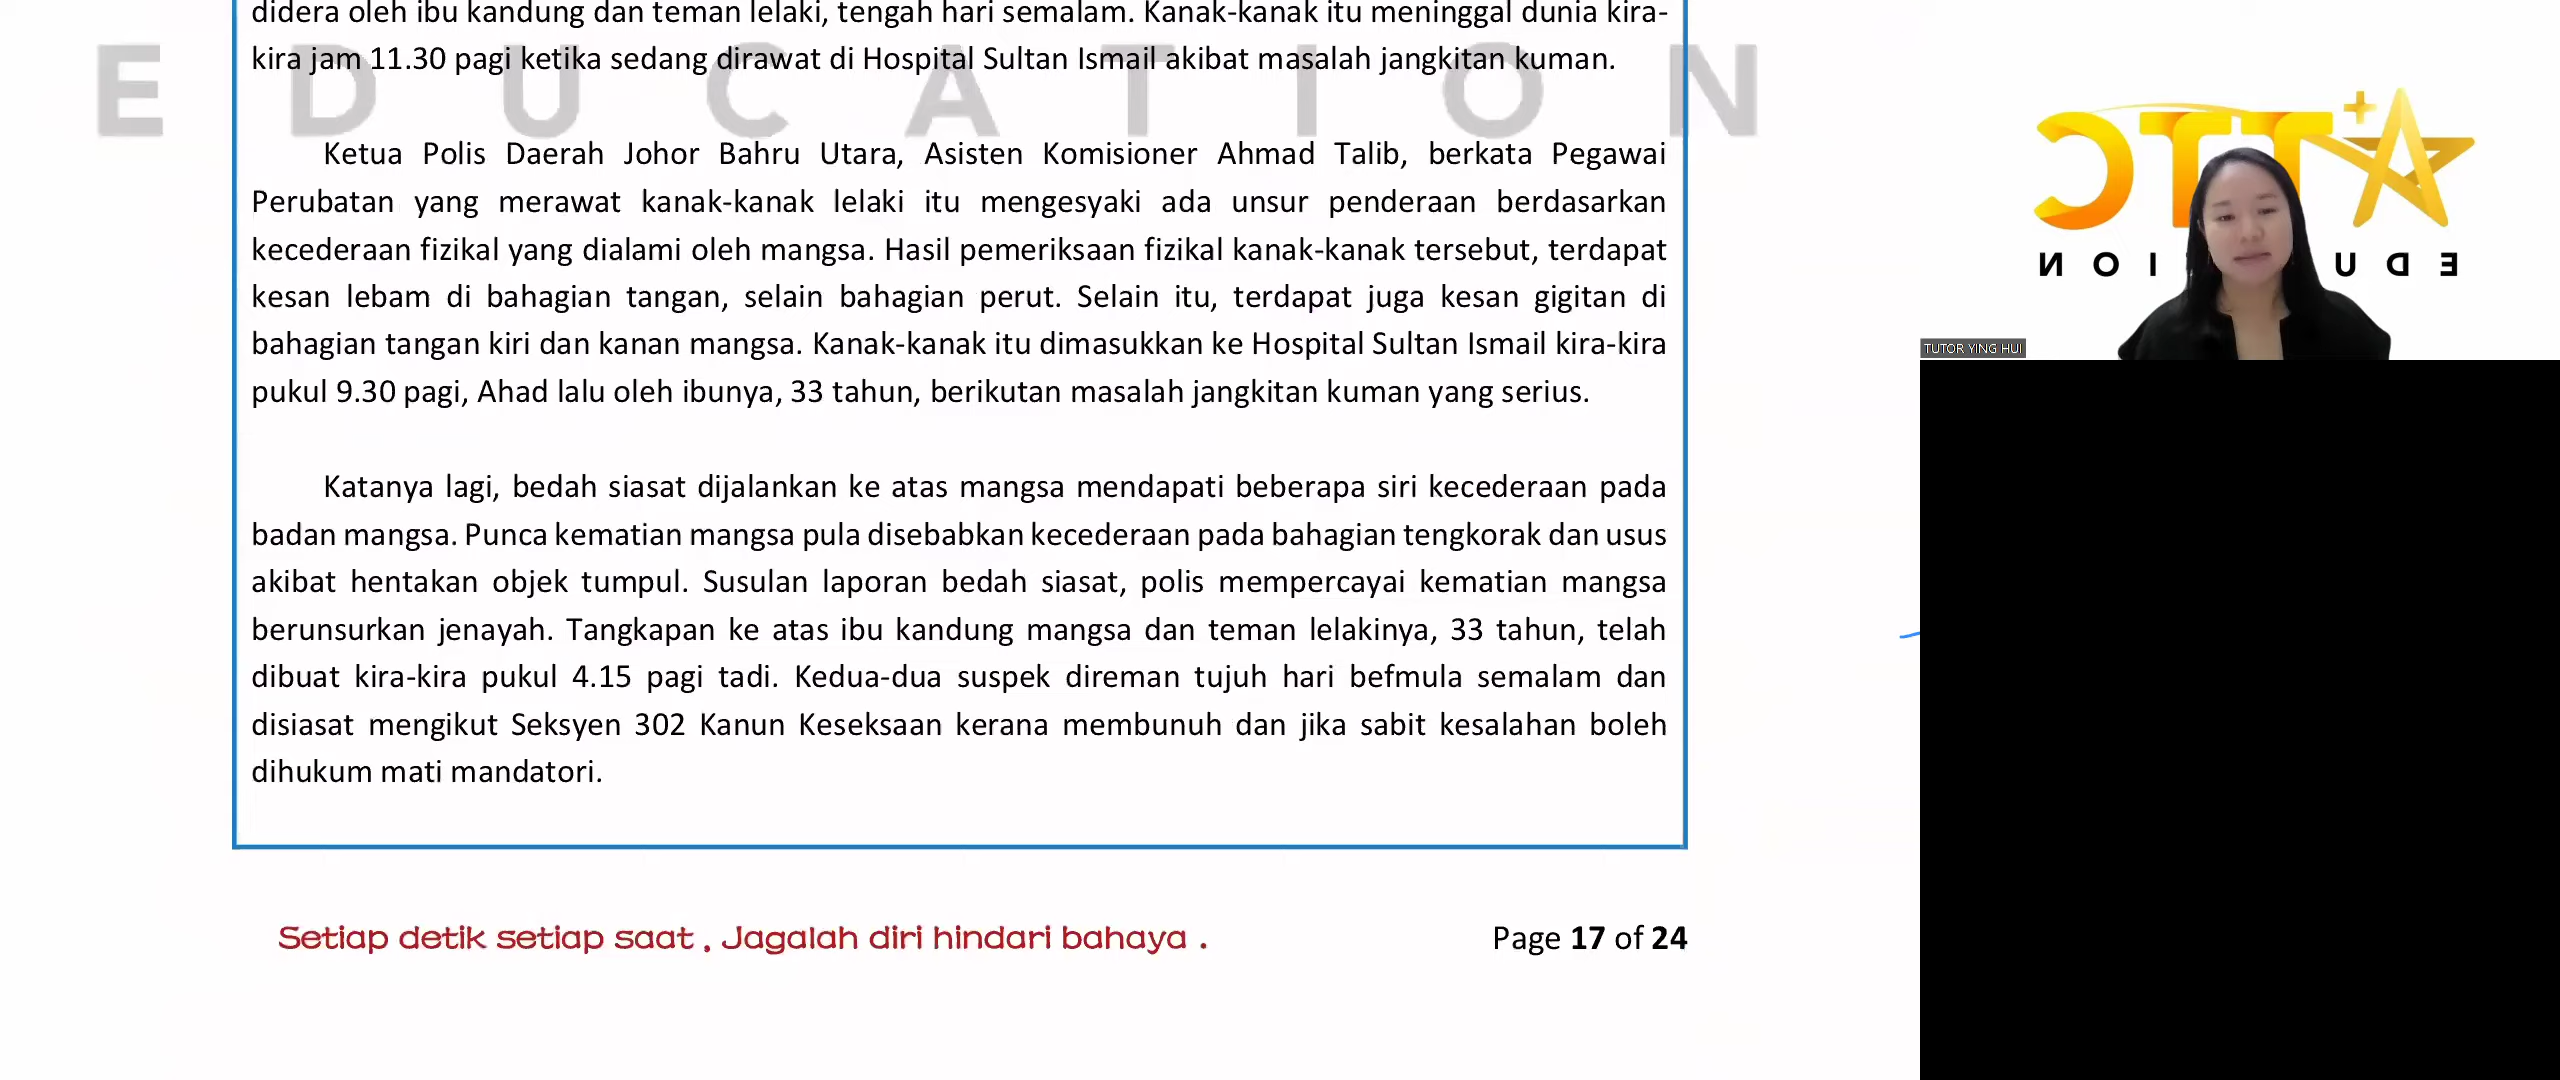 didera oleh ibu kandung dan teman lelaki, tengah hari semalam. Kanak-kanak itu meninggal dunia kira-
kira jam 11.30 pagi ketika sedang dirawat di Hospital Sultan Ismail akibat masalah jangkitan kuman.
E D U C A T I O N
Ketua Polis Daerah Johor Bahru Utara, Asisten Komisioner Ahmad Talib, berkata Pegawai
Perubatan yang merawat kanak-kanak lelaki itu mengesyaki ada unsur penderaan berdasarkan
kecederaan fizikal yang dialami oleh mangsa. Hasil pemeriksaan fizikal kanak-kanak tersebut, terdapat
kesan lebam di bahagian tangan, selain bahagian perut. Selain itu, terdapat juga kesan gigitan di
bahagian tangan kiri dan kanan mangsa. Kanak-kanak itu dimasukkan ke Hospital Sultan Ismail kira-kira
pukul 9.30 pagi, Ahad lalu oleh ibunya, 33 tahun, berikutan masalah jangkitan kuman yang serius.
Katanya lagi, bedah siasat dijalankan ke atas mangsa mendapati beberapa siri kecederaan pada
badan mangsa. Punca kematian mangsa pula disebabkan kecederaan pada bahagian tengkorak dan usus
akibat hentakan objek tumpul. Susulan laporan bedah siasat, polis mempercayai kematian mangsa
berunsurkan jenayah. Tangkapan ke atas ibu kandung mangsa dan teman lelakinya, 33 tahun, telah
dibuat kira-kira pukul 4.15 pagi tadi. Kedua-dua suspek direman tujuh hari befmula semalam dan
disiasat mengikut Seksyen 302 Kanun Keseksaan kerana membunuh dan jika sabit kesalahan boleh
dihukum mati mandatori.
Setiap detik setiap saat , Jagalah diri hindari bahaya .
Page 17 of 24
TUTOR YING HUI